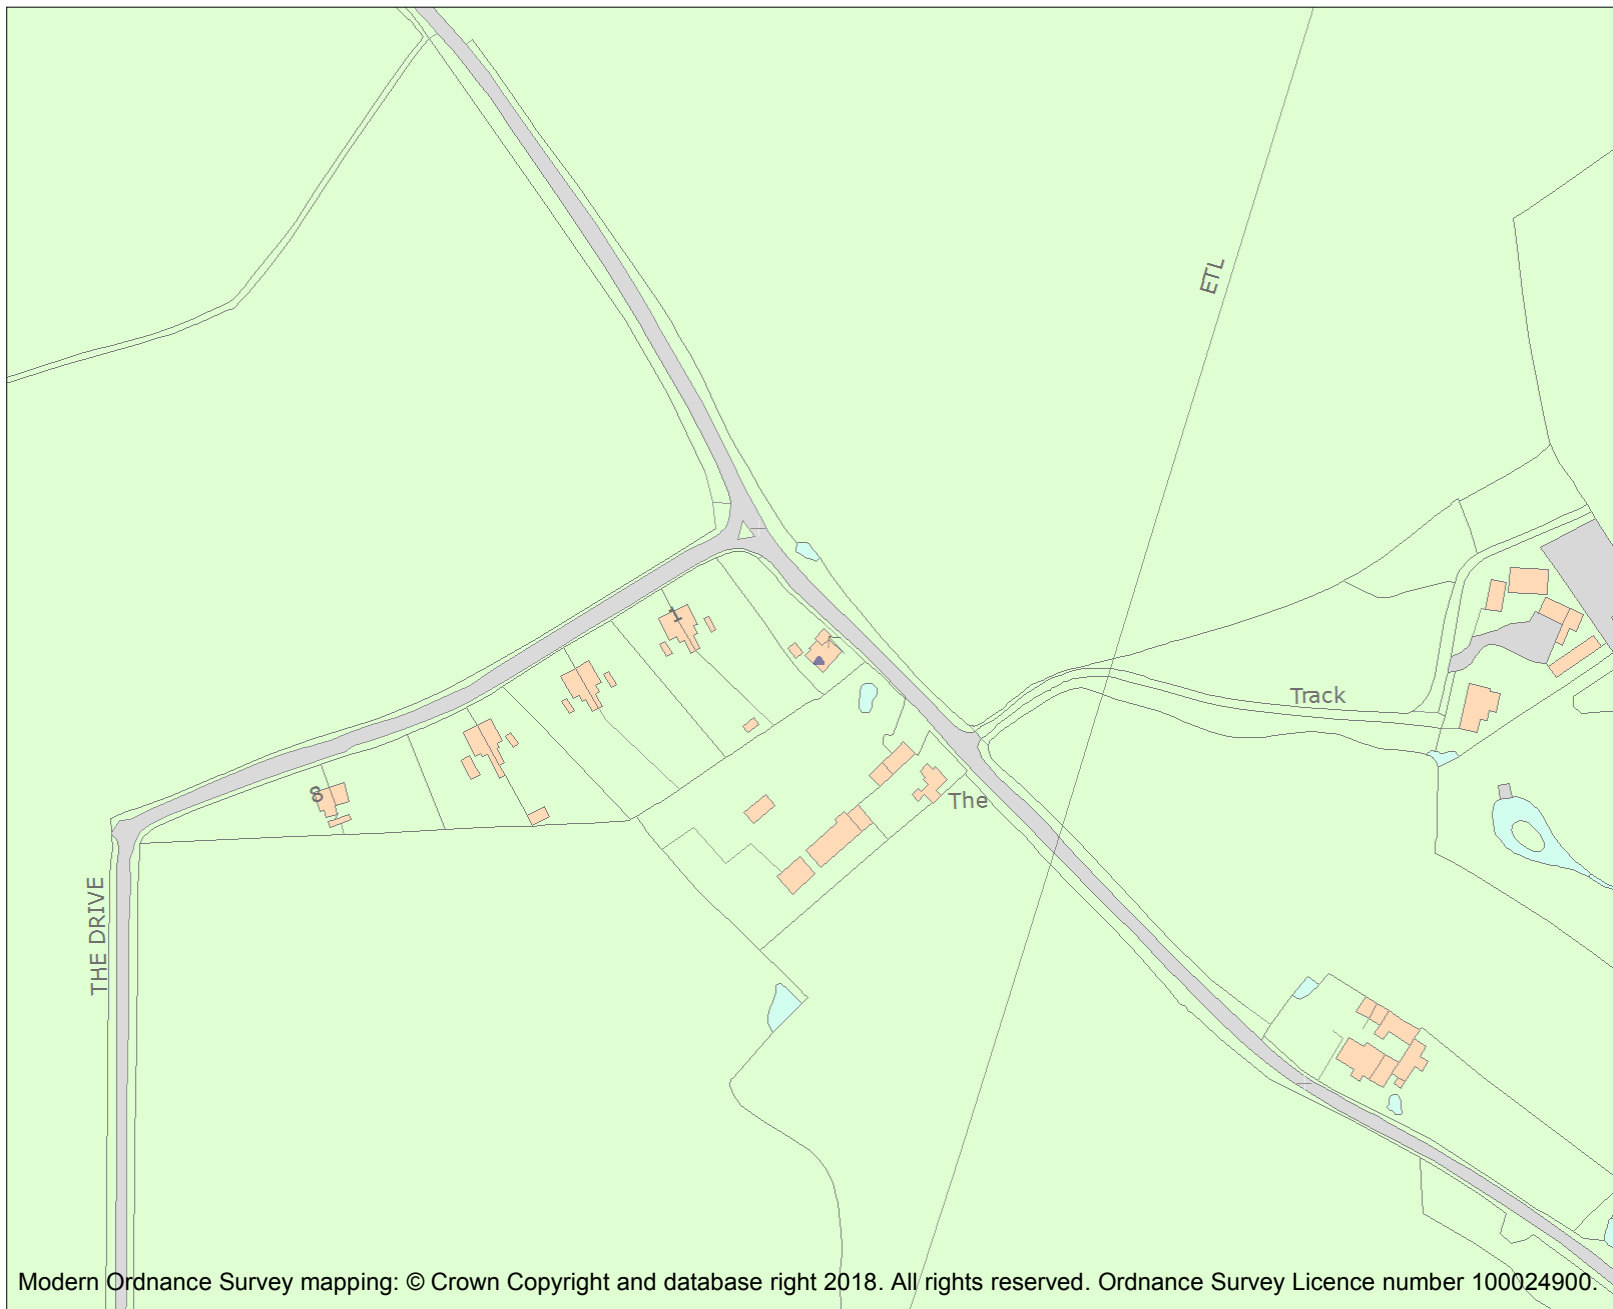 ETL
1
Track
8
The
THE DRIVE
Modern Ordnance Survey mapping: © Crown Copyright and database right 2018. All rights reserved. Ordnance Survey Licence number 100024900.